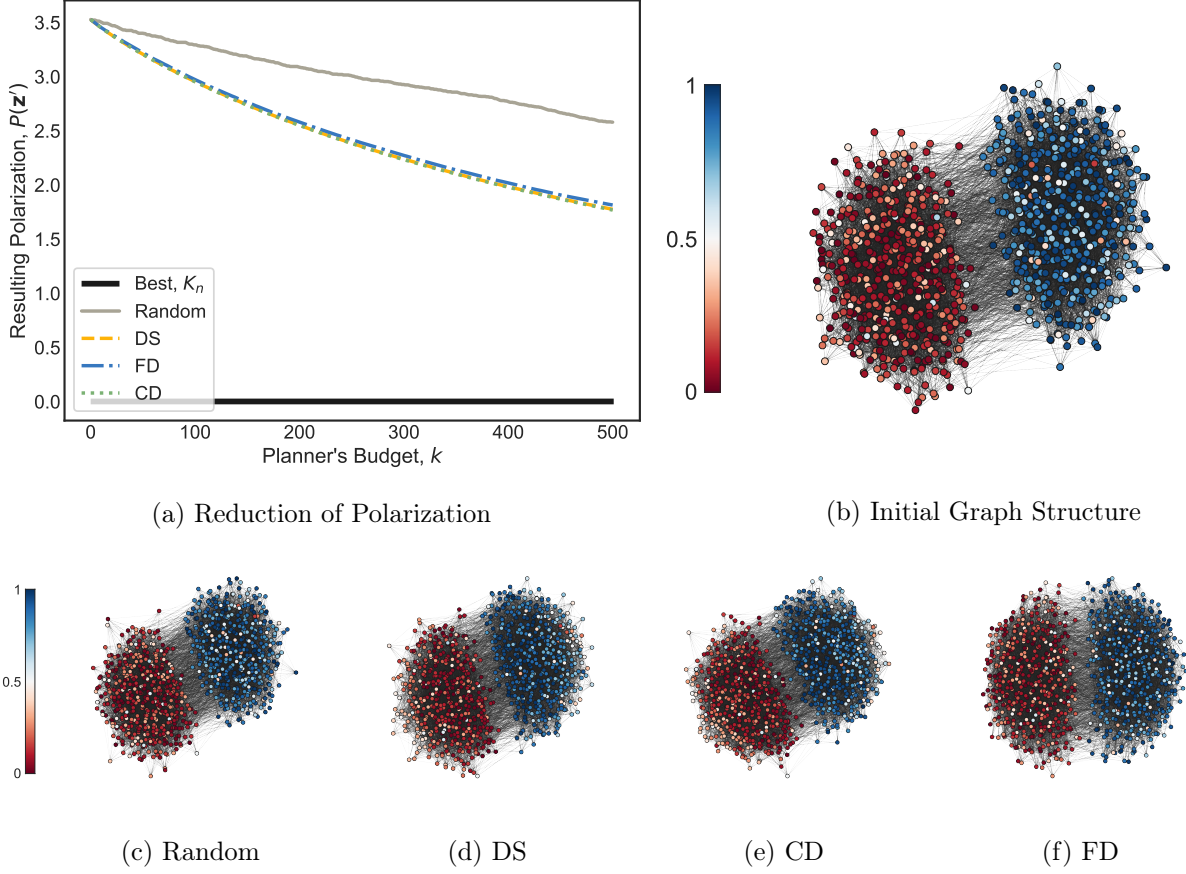 3.5
3.0
2.5
2.0
1.5
1.0
0.5
0.0
Resulting Polarization, P(z′)
Best, Kn
Random
DS
FD
CD
0 100 200 300 400 500
Planner's Budget, k
(a) Reduction of Polarization
1
0.5
0
(b) Initial Graph Structure
1
0.5
0
(c) Random
(d) DS
(e) CD
(f) FD